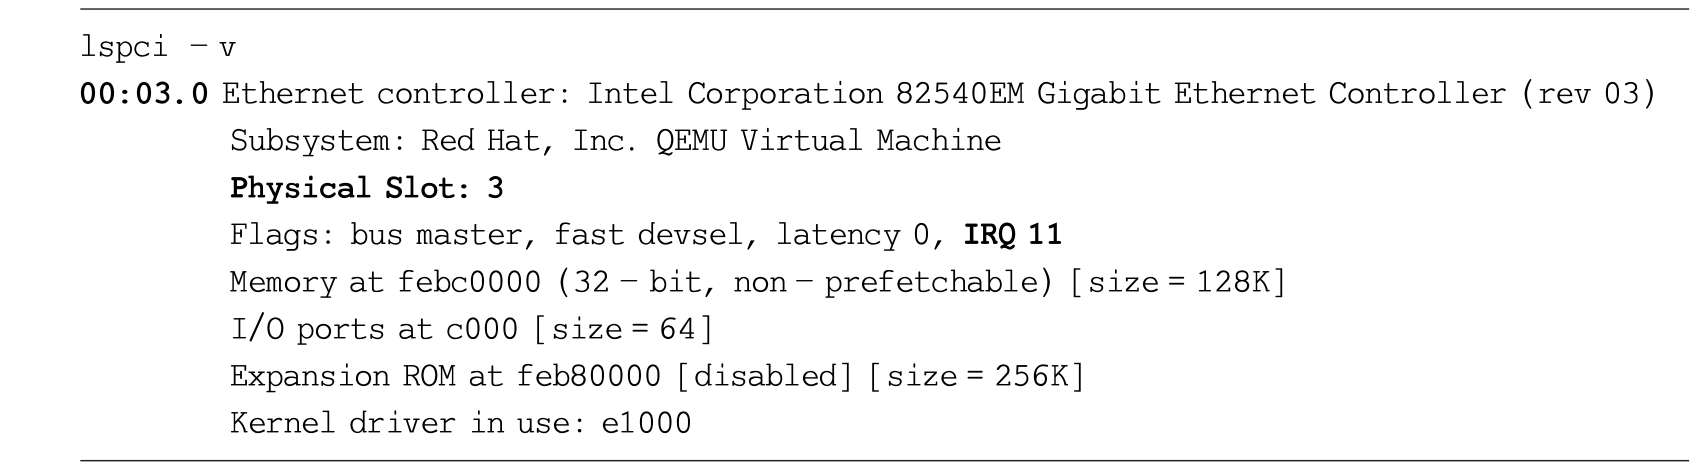 lspci -v
00:03.0 Ethernet controller: Intel Corporation 82540EM Gigabit Ethernet Controller (rev 03)
Subsystem: Red Hat, Inc. QEMU Virtual Machine
Physical Slot: 3
Flags: bus master, fast devsel, latency 0, IRQ 11
Memory at febc0000 (32-bit, non-prefetchable) [size=128K]
I/O ports at c000 [size=64]
Expansion ROM at feb80000 [disabled] [size=256K]
Kernel driver in use: e1000